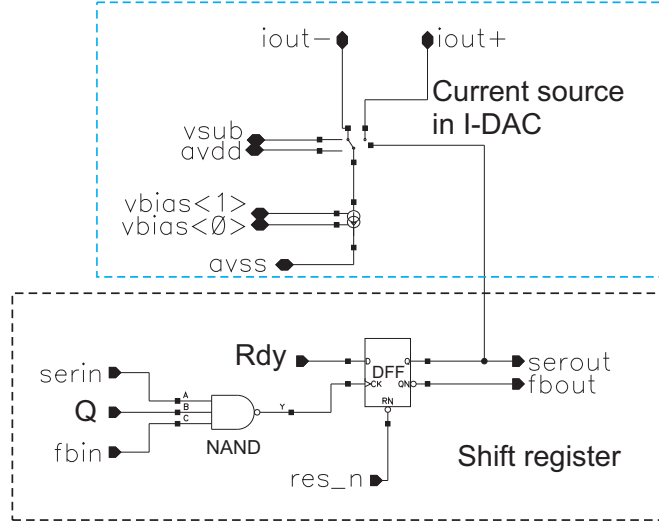 iout-
iout+
Current source
in I-DAC
vsub
avdd
vbias<1>
vbias<0>
avss
Rdy
D
Q
DFF
CK
QN
RN
serout
fbout
serin
A
Q
B
C
Y
fbin
NAND
res_n
Shift register